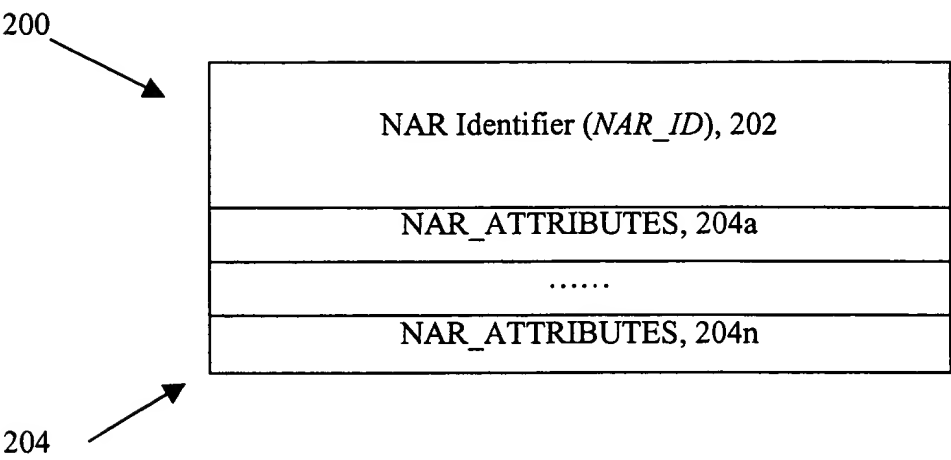 200
NAR Identifier (NAR_ID), 202
NAR_ATTRIBUTES, 204a
......
NAR_ATTRIBUTES, 204n
204